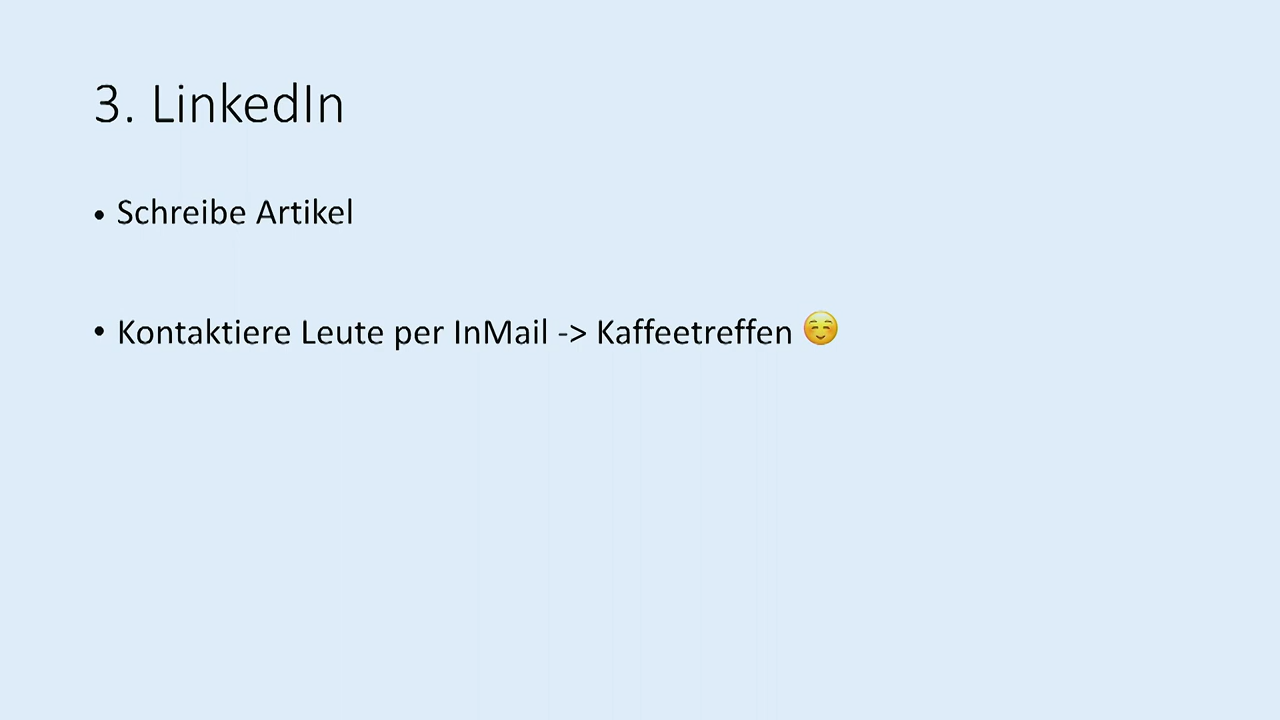 3. LinkedIn
• Schreibe Artikel
• Kontaktiere Leute per InMail -> Kaffeetreffen ☺️